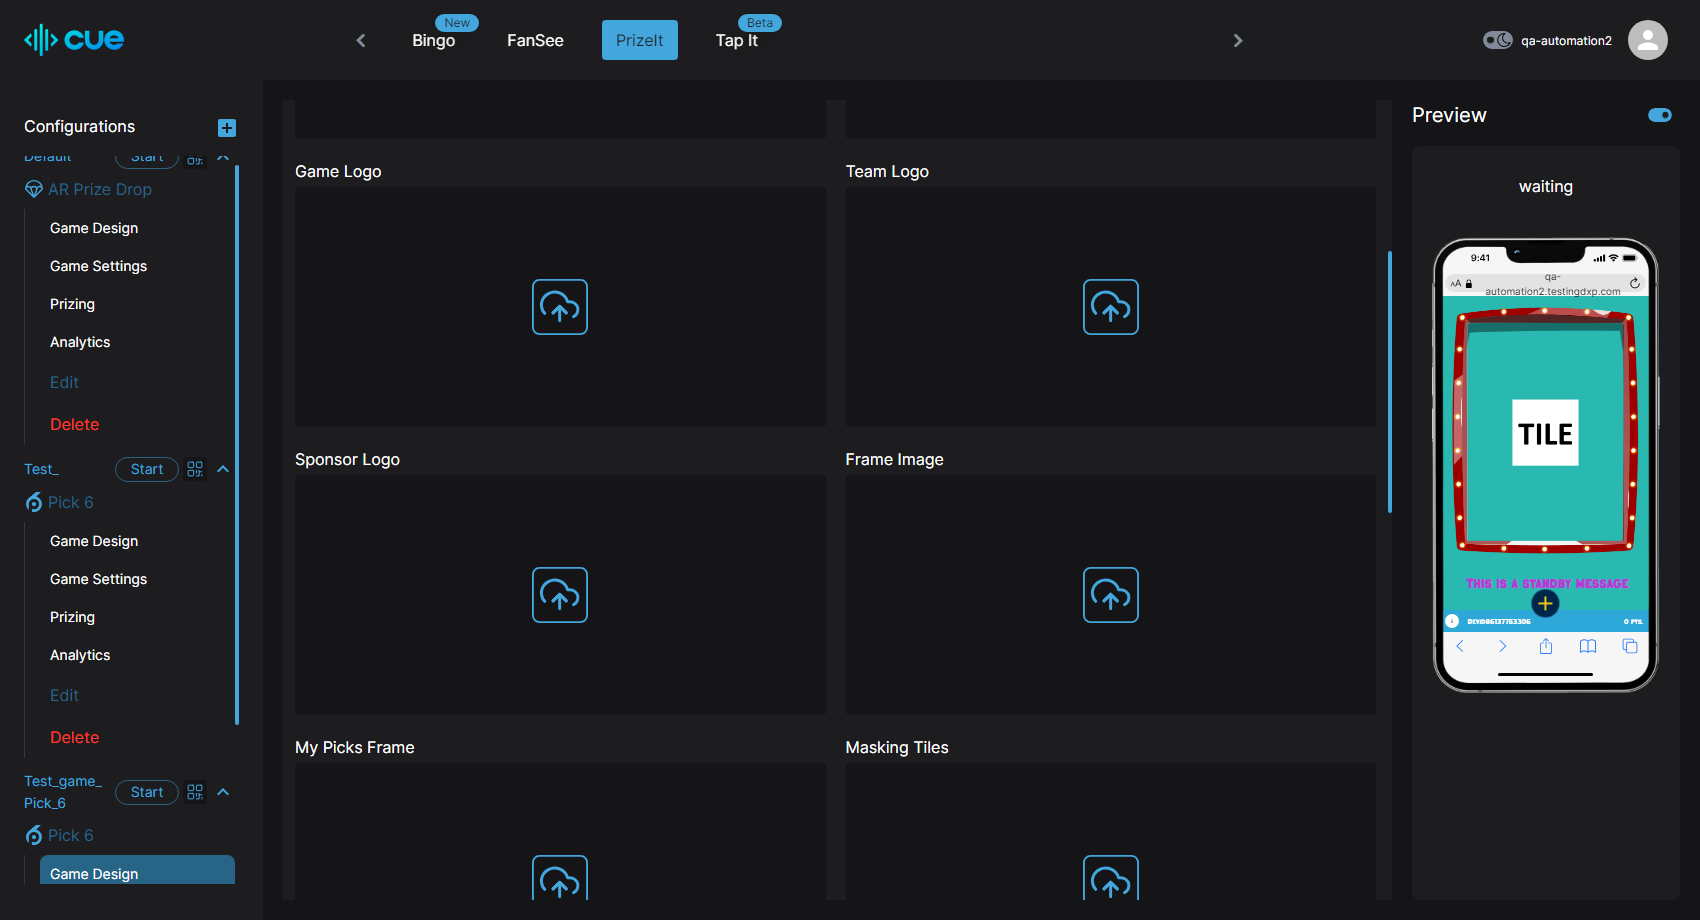 cue
New
Bingo
FanSee
PrizeIt
Beta
Tap It
qa-automation2
Configurations
Default
Start
AR Prize Drop
Game Design
Game Settings
Prizing
Analytics
Edit
Delete
Test_
Start
Pick 6
Game Design
Game Settings
Prizing
Analytics
Edit
Delete
Test_game_
Pick_6
Start
Pick 6
Game Design
Game Logo
Team Logo
Sponsor Logo
Frame Image
My Picks Frame
Masking Tiles
Preview
waiting
9:41
AA
qa-
automation2.testingdxp.com
TILE
THIS IS A STANDBY MESSAGE
0 PTS.